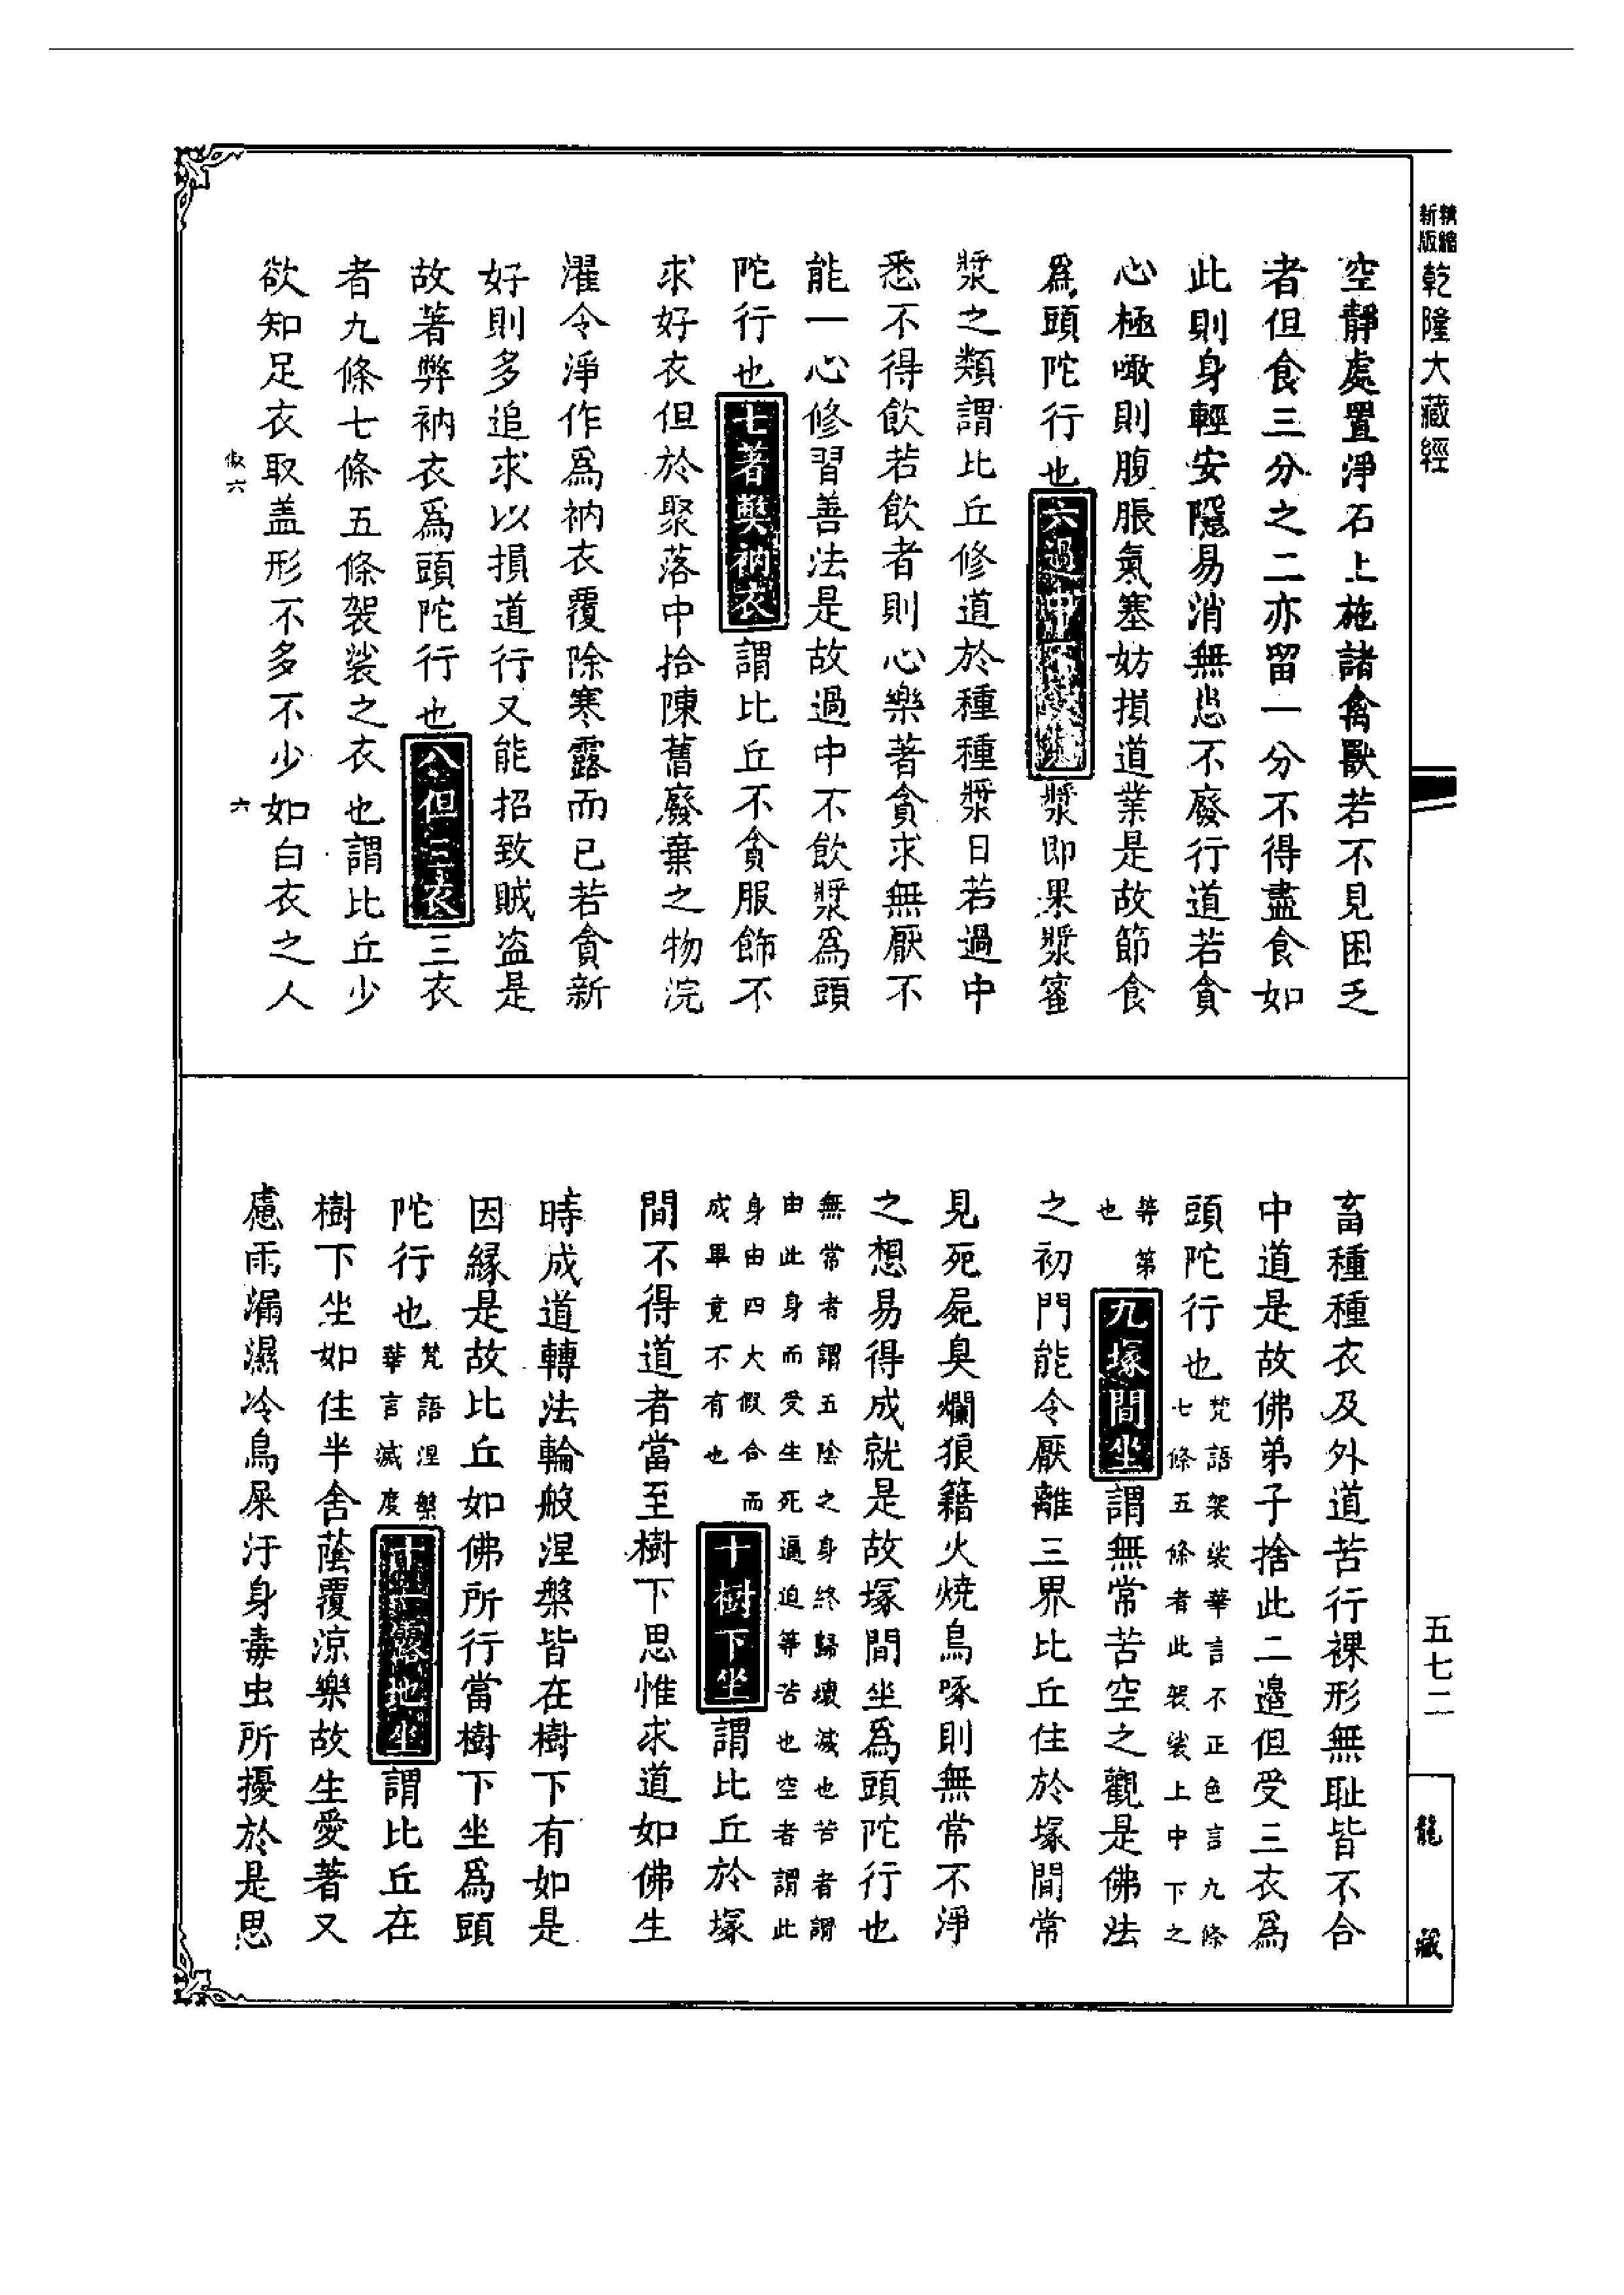 精繪
新版
乾隆大藏經
空靜處置淨石上施諸禽獸若不見困乏
者但食三分之二亦留一分不得盡食如
此則身輕安隱易消無患不廢行道若貪
心極噉則腹脹氣塞妨損道業是故節食
爲頭陀行也六過中不飲漿漿即果漿蜜
漿之類謂比丘修道於種種漿日若過中
悉不得飲若飲者則心樂著貪求無厭不
能一心修習善法是故過中不飲漿爲頭
陀行也七著弊衲衣謂比丘不貪服飾不
求好衣但於聚落中拾陳舊廢棄之物浣
濯令淨作爲衲衣覆除寒露而已若貪新
好則多追求以損道行又能招致賊盜是
故著弊衲衣爲頭陀行也八但三衣三衣
者九條七條五條袈裟之衣也謂比丘少
欲知足衣取盖形不多不少如白衣之人
六
六
五七二
龍藏
畜種種衣及外道苦行裸形無耻皆不合
中道是故佛弟子捨此二邉但受三衣爲
頭陀行也梵語袈裟華言不正色言九條
七條五條者此袈裟上中下之
等第
也
九塚間坐謂無常苦空之觀是佛法
之初門能令厭離三界比丘住於塚間常
見死屍臭爛狼籍火燒鳥啄則無常不淨
之想易得成就是故塚間坐爲頭陀行也
無常者謂五陰之身終歸壞滅也苦者謂
由此身而受生死逼迫等苦也空者謂此
身由四大假合而
成畢竟不有也
十樹下坐謂比丘於塚
間不得道者當至樹下思惟求道如佛生
時成道轉法輪般涅槃皆在樹下有如是
因緣是故比丘如佛所行當樹下坐爲頭
陀行也梵語涅槃
華言滅度
十一露地坐謂比丘在
樹下坐如住半舍蔭覆涼樂故生愛著又
慮雨漏濕冷鳥屎汙身毒虫所擾於是思